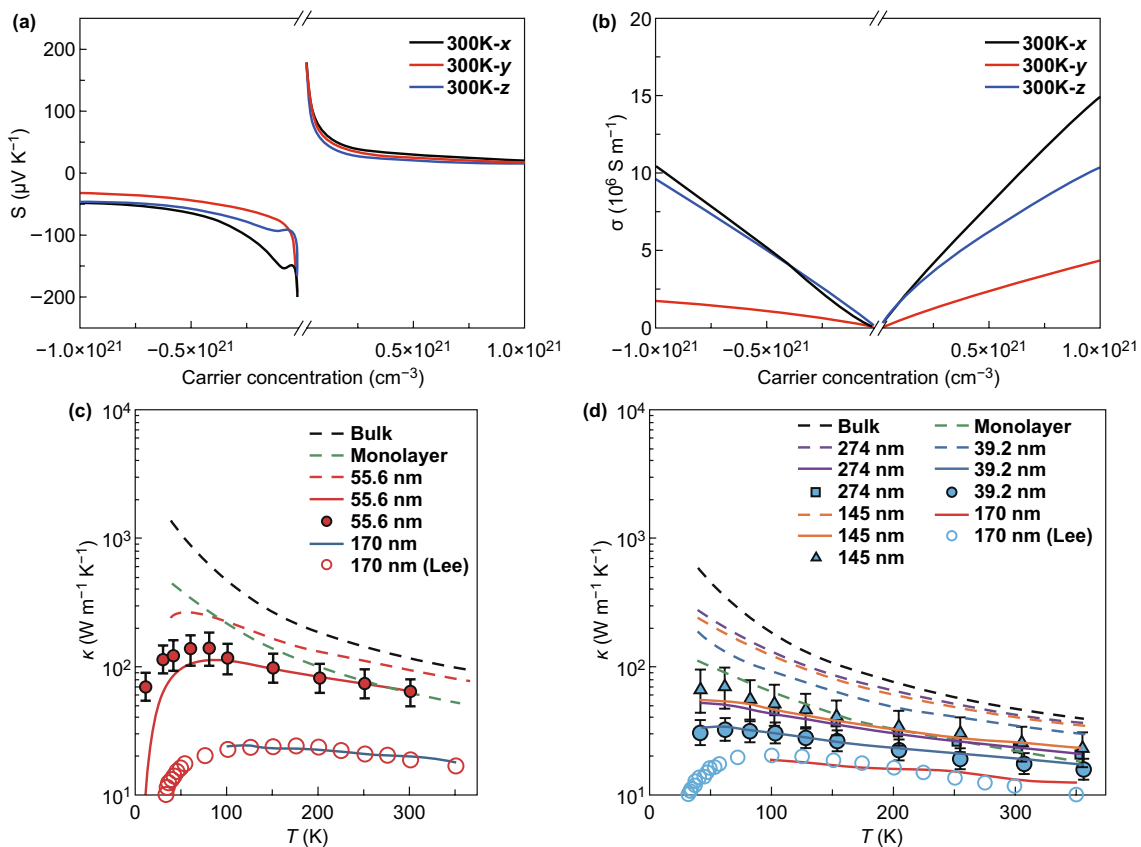 (a)
300K-x
300K-y
300K-z
200
100
0
−100
−200
S (µV K⁻¹)
−1.0×10²¹ −0.5×10²¹ 0.5×10²¹ 1.0×10²¹
Carrier concentration (cm⁻³)
(b)
300K-x
300K-y
300K-z
20
15
10
5
0
σ (10⁶ S m⁻¹)
−1.0×10²¹ −0.5×10²¹ 0.5×10²¹ 1.0×10²¹
Carrier concentration (cm⁻³)
(c)
Bulk
Monolayer
55.6 nm
55.6 nm
55.6 nm
170 nm
170 nm (Lee)
10⁴
10³
10²
10¹
κ (W m⁻¹ K⁻¹)
0 100 200 300
T (K)
(d)
Bulk
274 nm
274 nm
274 nm
145 nm
145 nm
145 nm
Monolayer
39.2 nm
39.2 nm
39.2 nm
170 nm
170 nm (Lee)
10⁴
10³
10²
10¹
κ (W m⁻¹ K⁻¹)
0 100 200 300
T (K)